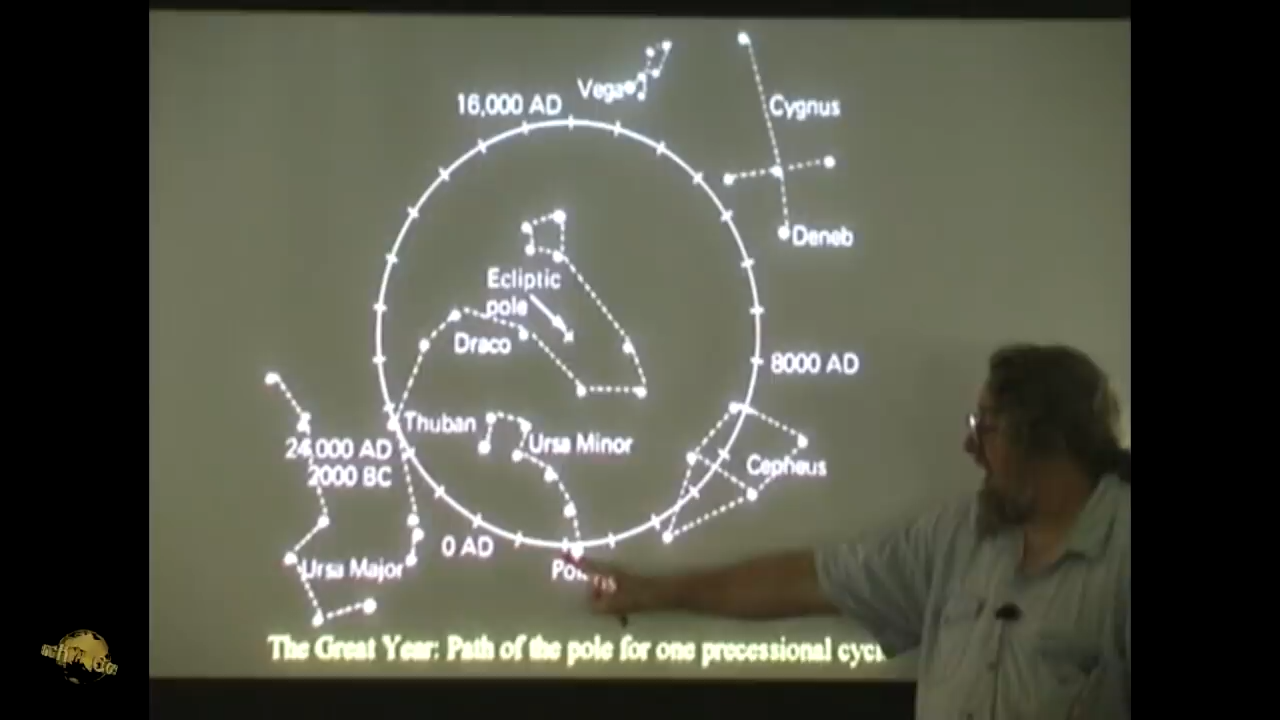 Vega
16,000 AD
Cygnus
Deneb
Ecliptic
pole
Draco
8000 AD
Thuban
Ursa Minor
24,000 AD
2000 BC
Cepheus
0 AD
Ursa Major
The Great Year: Path of the pole for one precessional